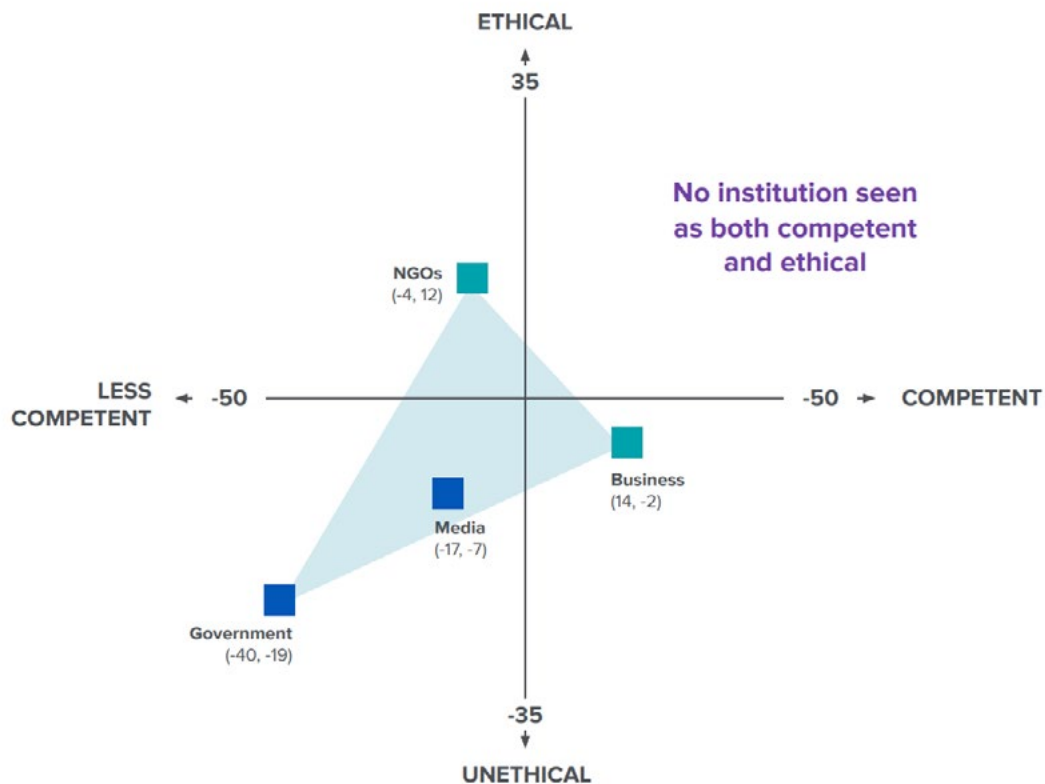 ETHICAL
35
No institution seen
as both competent
and ethical
NGOs
(-4, 12)
LESS
COMPETENT
-50
-50
COMPETENT
Business
(14, -2)
Media
(-17, -7)
Government
(-40, -19)
-35
UNETHICAL